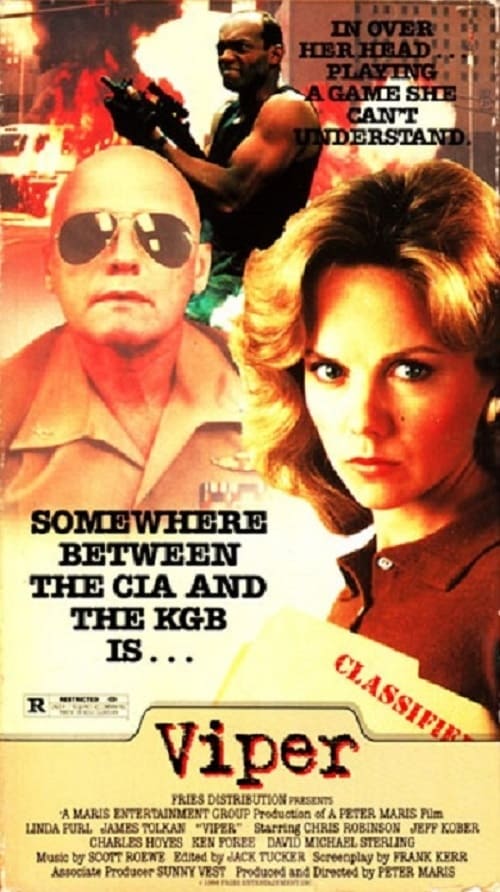 IN OVER
HER HEAD...
PLAYING
A GAME SHE
CAN'T
UNDERSTAND.
SOMEWHERE
BETWEEN
THE CIA AND
THE KGB
IS...
CLASSIFIE
R RESTRICTED
Viper
FRIES DISTRIBUTION PRESENTS
A MARIS ENTERTAINMENT GROUP Production of A PETER MARIS Film
LINDA PURL JAMES TOLKAN "VIPER" Starring CHRIS ROBINSON JEFF KOBER
CHARLES HOYES KEN FOREE DAVID MICHAEL STERLING
Music by SCOTT ROEWE Edited by JACK TUCKER Screenplay by FRANK KERR
Associate Producer SUNNY VEST Produced and Directed by PETER MARIS